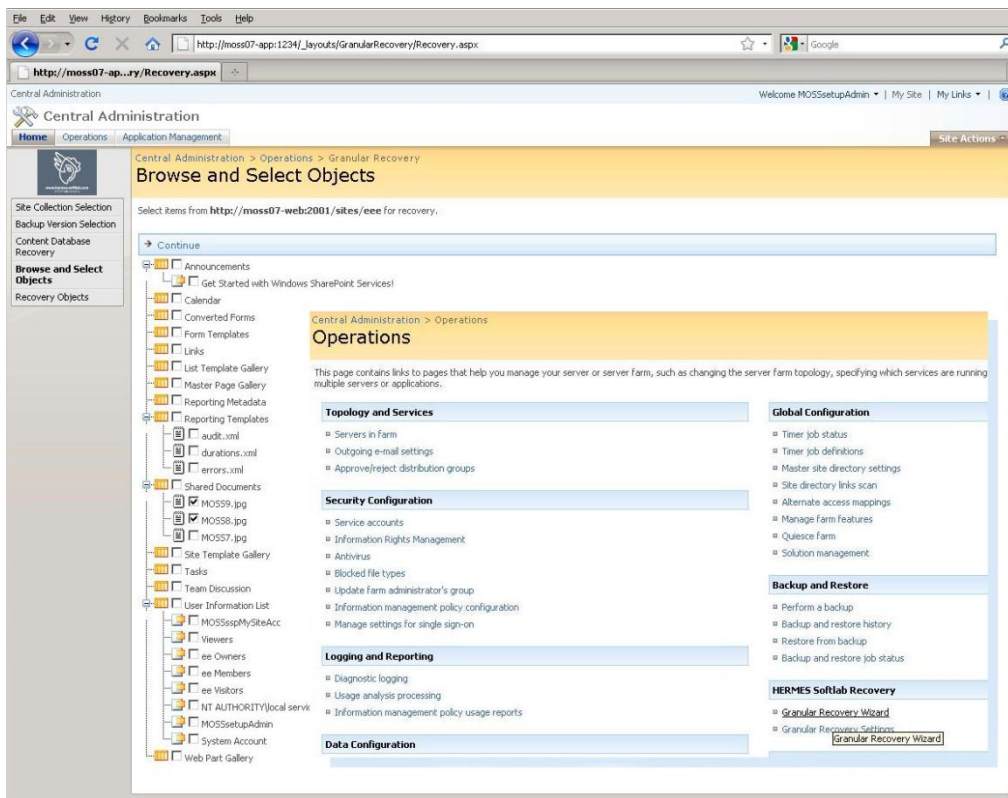 File Edit View History Bookmarks Tools Help
http://moss07-app:1234/_layouts/GranularRecovery/Recovery.aspx
Google
http://moss07-ap...ry/Recovery.aspx
Central Administration
Welcome MOSSsetupAdmin | My Site | My Links |
Central Administration
Home Operations Application Management
Site Actions
Central Administration > Operations > Granular Recovery
Browse and Select Objects
Site Collection Selection
Backup Version Selection
Content Database Recovery
Browse and Select Objects
Recovery Objects
Select items from http://moss07-web:2001/sites/eee for recovery.
Continue
Announcements
Get Started with Windows SharePoint Services!
Calendar
Converted Forms
Form Templates
Links
List Template Gallery
Master Page Gallery
Reporting Metadata
Reporting Templates
audit.xml
durations.xml
errors.xml
Shared Documents
MOSS9.jpg
MOSS8.jpg
MOSS7.jpg
Site Template Gallery
Tasks
Team Discussion
User Information List
MOSSsspMySiteAcc
Viewers
ee Owners
ee Members
ee Visitors
NT AUTHORITY\local servic
MOSSsetupAdmin
System Account
Web Part Gallery
Central Administration > Operations
Operations
This page contains links to pages that help you manage your server or server farm, such as changing the server farm topology, specifying which services are running
multiple servers or applications.
Topology and Services
Servers in farm
Outgoing e-mail settings
Approve/reject distribution groups
Security Configuration
Service accounts
Information Rights Management
Antivirus
Blocked file types
Update farm administrator's group
Information management policy configuration
Manage settings for single sign-on
Logging and Reporting
Diagnostic logging
Usage analysis processing
Information management policy usage reports
Data Configuration
Global Configuration
Timer job status
Timer job definitions
Master site directory settings
Site directory links scan
Alternate access mappings
Manage farm features
Quiesce farm
Solution management
Backup and Restore
Perform a backup
Backup and restore history
Restore from backup
Backup and restore job status
HERMES Softlab Recovery
Granular Recovery Wizard
Granular Recovery Settings
Granular Recovery Wizard